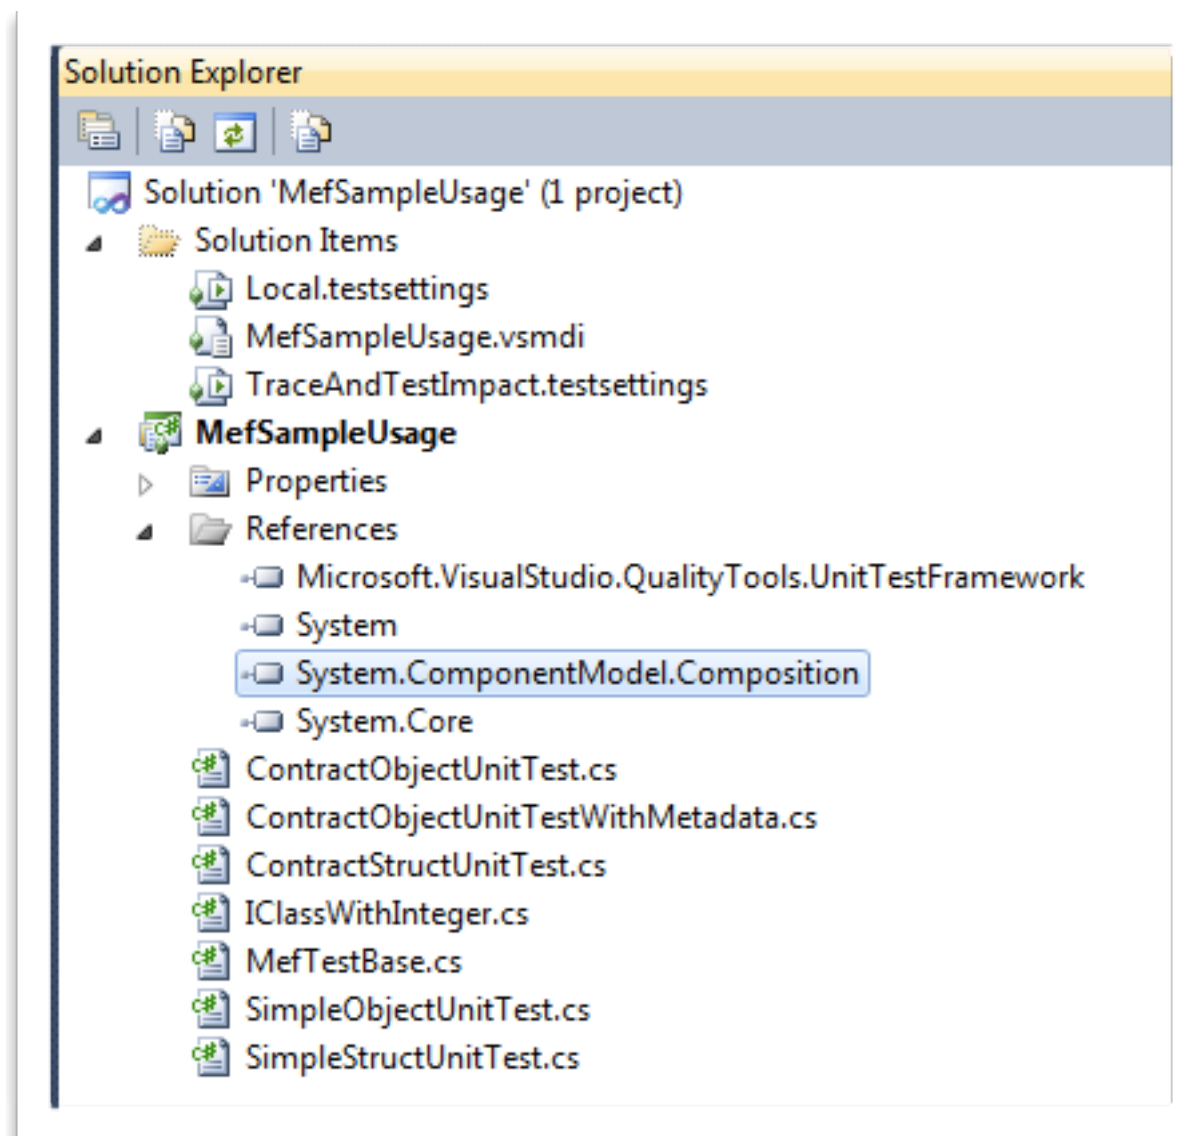 Solution Explorer
Solution 'MefSampleUsage' (1 project)
Solution Items
Local.testsettings
MefSampleUsage.vsmdi
TraceAndTestImpact.testsettings
MefSampleUsage
Properties
References
Microsoft.VisualStudio.QualityTools.UnitTestFramework
System
System.ComponentModel.Composition
System.Core
ContractObjectUnitTest.cs
ContractObjectUnitTestWithMetadata.cs
ContractStructUnitTest.cs
IClassWithInteger.cs
MefTestBase.cs
SimpleObjectUnitTest.cs
SimpleStructUnitTest.cs